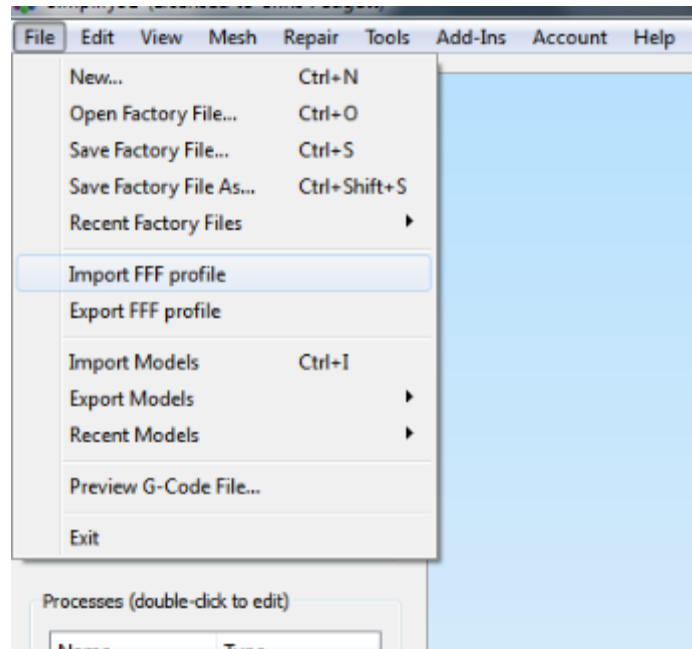 File Edit View Mesh Repair Tools Add-Ins Account Help
New... Ctrl+N
Open Factory File... Ctrl+O
Save Factory File... Ctrl+S
Save Factory File As... Ctrl+Shift+S
Recent Factory Files
Import FFF profile
Export FFF profile
Import Models Ctrl+I
Export Models
Recent Models
Preview G-Code File...
Exit
Processes (double-click to edit)
Name Type